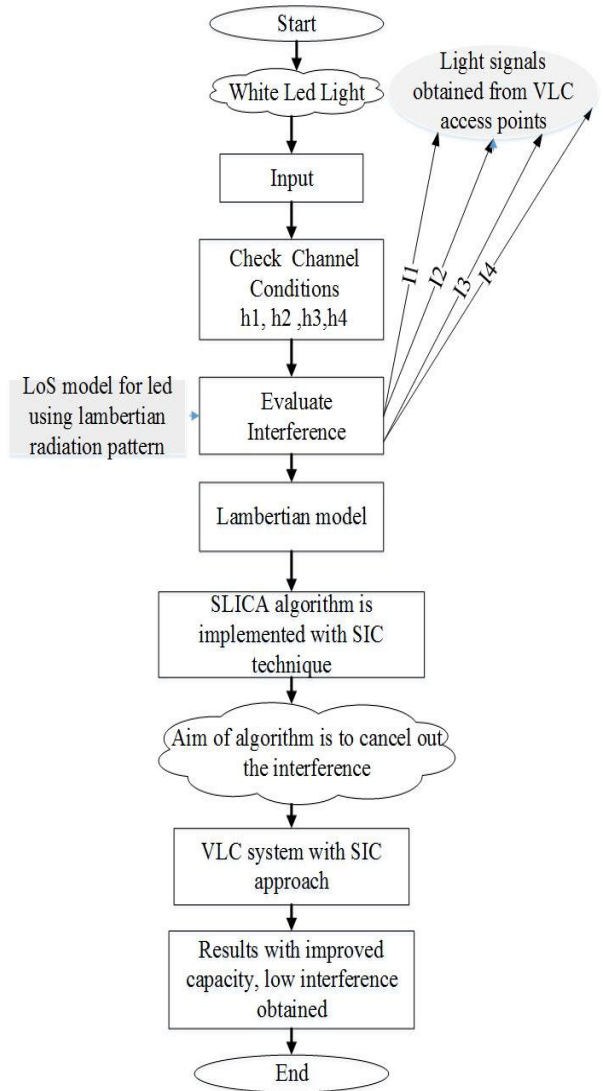 Start
White Led Light
Light signals
obtained from VLC
access points
Input
Check Channel
Conditions
h1, h2 ,h3,h4
I1
I2
I3
I4
LoS model for led
using lambertian
radiation pattern
Evaluate
Interference
Lambertian model
SLICA algorithm is
implemented with SIC
technique
Aim of algorithm is to cancel out
the interference
VLC system with SIC
approach
Results with improved
capacity, low interference
obtained
End